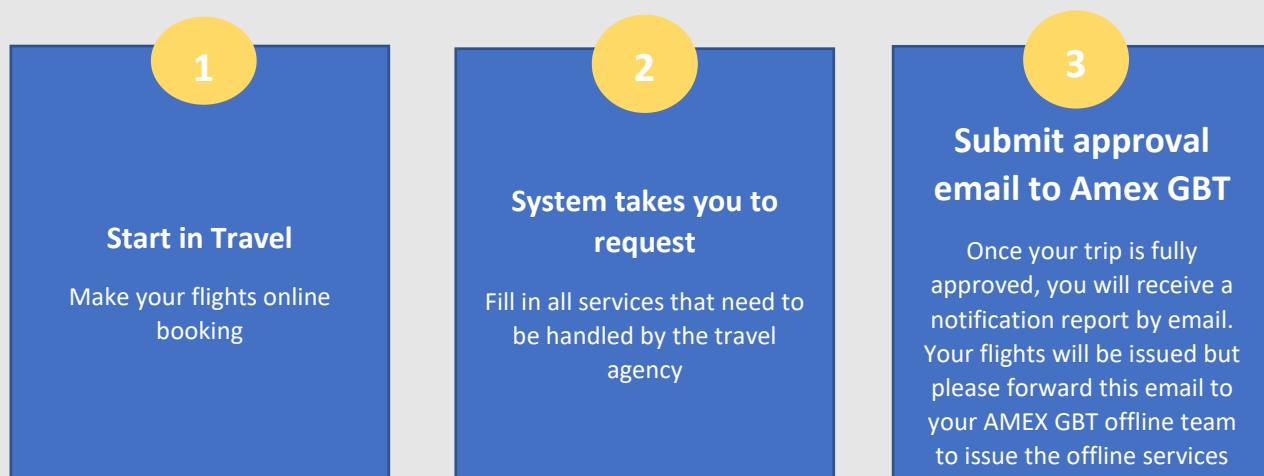 1
Start in Travel
Make your flights online
booking
2
System takes you to
request
Fill in all services that need to
be handled by the travel
agency
3
Submit approval
email to Amex GBT
Once your trip is fully
approved, you will receive a
notification report by email.
Your flights will be issued but
please forward this email to
your AMEX GBT offline team
to issue the offline services